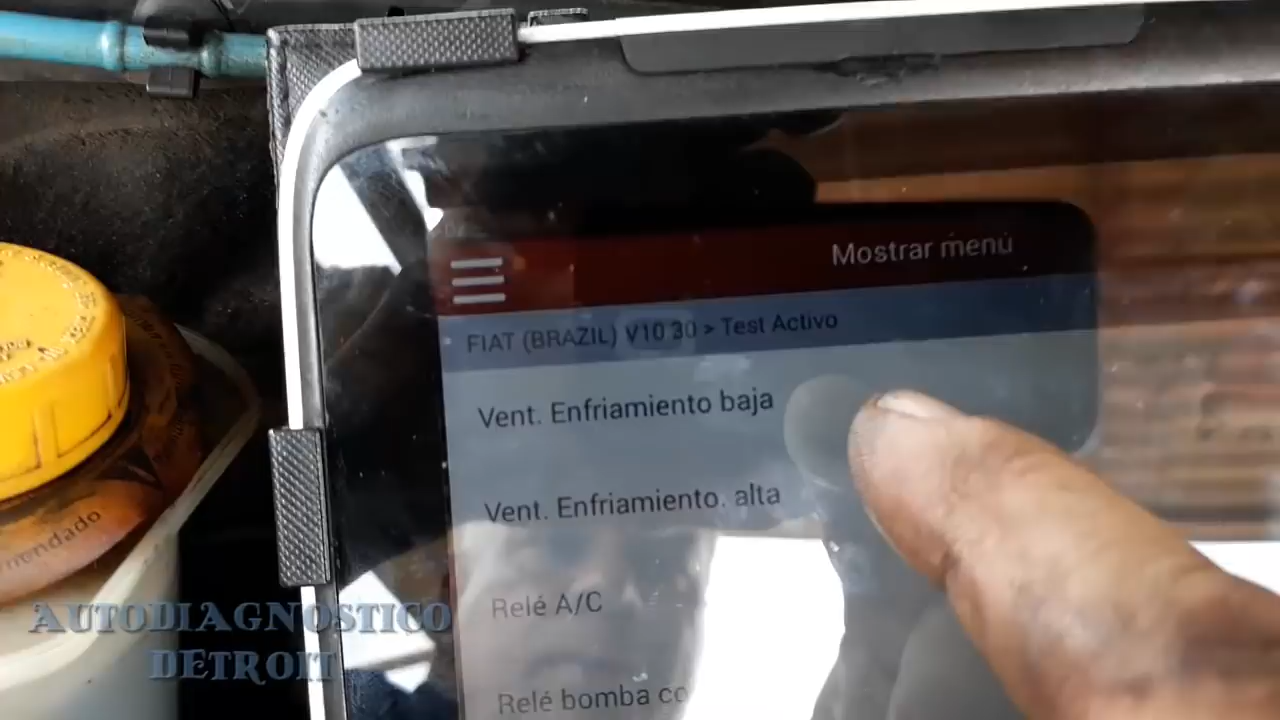 Mostrar menú
FIAT (BRAZIL) V10.30 > Test Activo
Vent. Enfriamiento baja
Vent. Enfriamiento. alta
Relé A/C
Relé bomba co
mendado
AUTODIAGNOSTICO
DETROIT